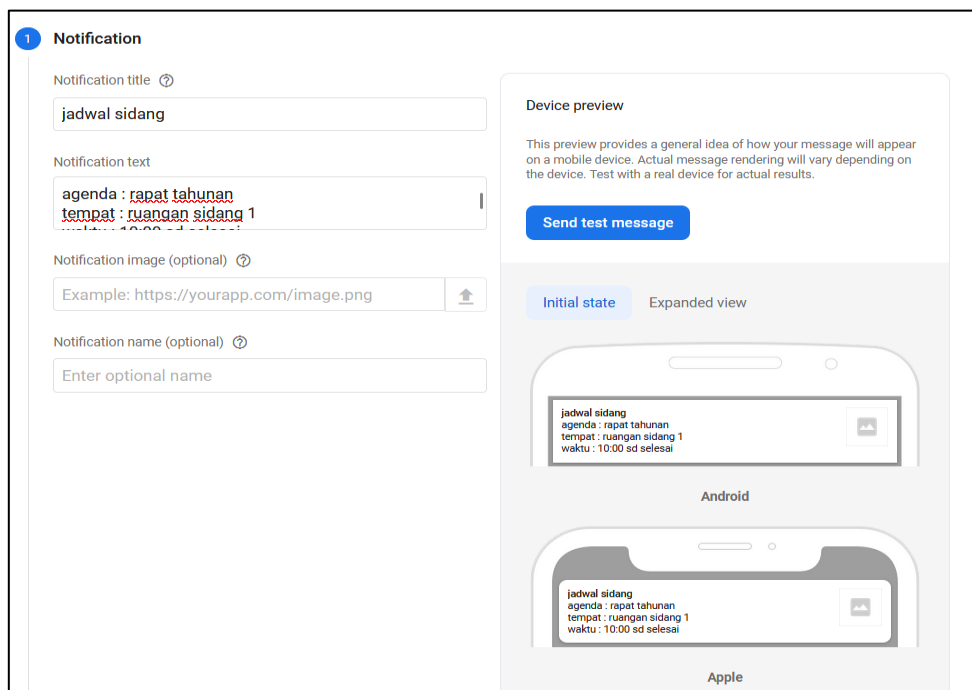 1 Notification
Notification title
jadwal sidang
Notification text
agenda : rapat tahunan
tempat : ruangan sidang 1
waktu : 10:00 sd selesai
Notification image (optional)
Example: https://yourapp.com/image.png
Notification name (optional)
Enter optional name
Device preview
This preview provides a general idea of how your message will appear
on a mobile device. Actual message rendering will vary depending on
the device. Test with a real device for actual results.
Send test message
Initial state
Expanded view
jadwal sidang
agenda : rapat tahunan
tempat : ruangan sidang 1
waktu : 10:00 sd selesai
Android
jadwal sidang
agenda : rapat tahunan
tempat : ruangan sidang 1
waktu : 10:00 sd selesai
Apple